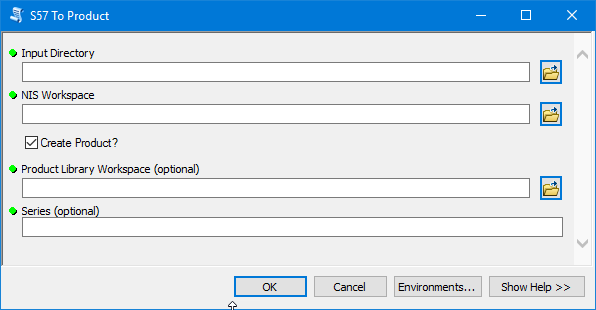 S57 To Product
Input Directory
NIS Workspace
Create Product?
Product Library Workspace (optional)
Series (optional)
OK
Cancel
Environments...
Show Help >>